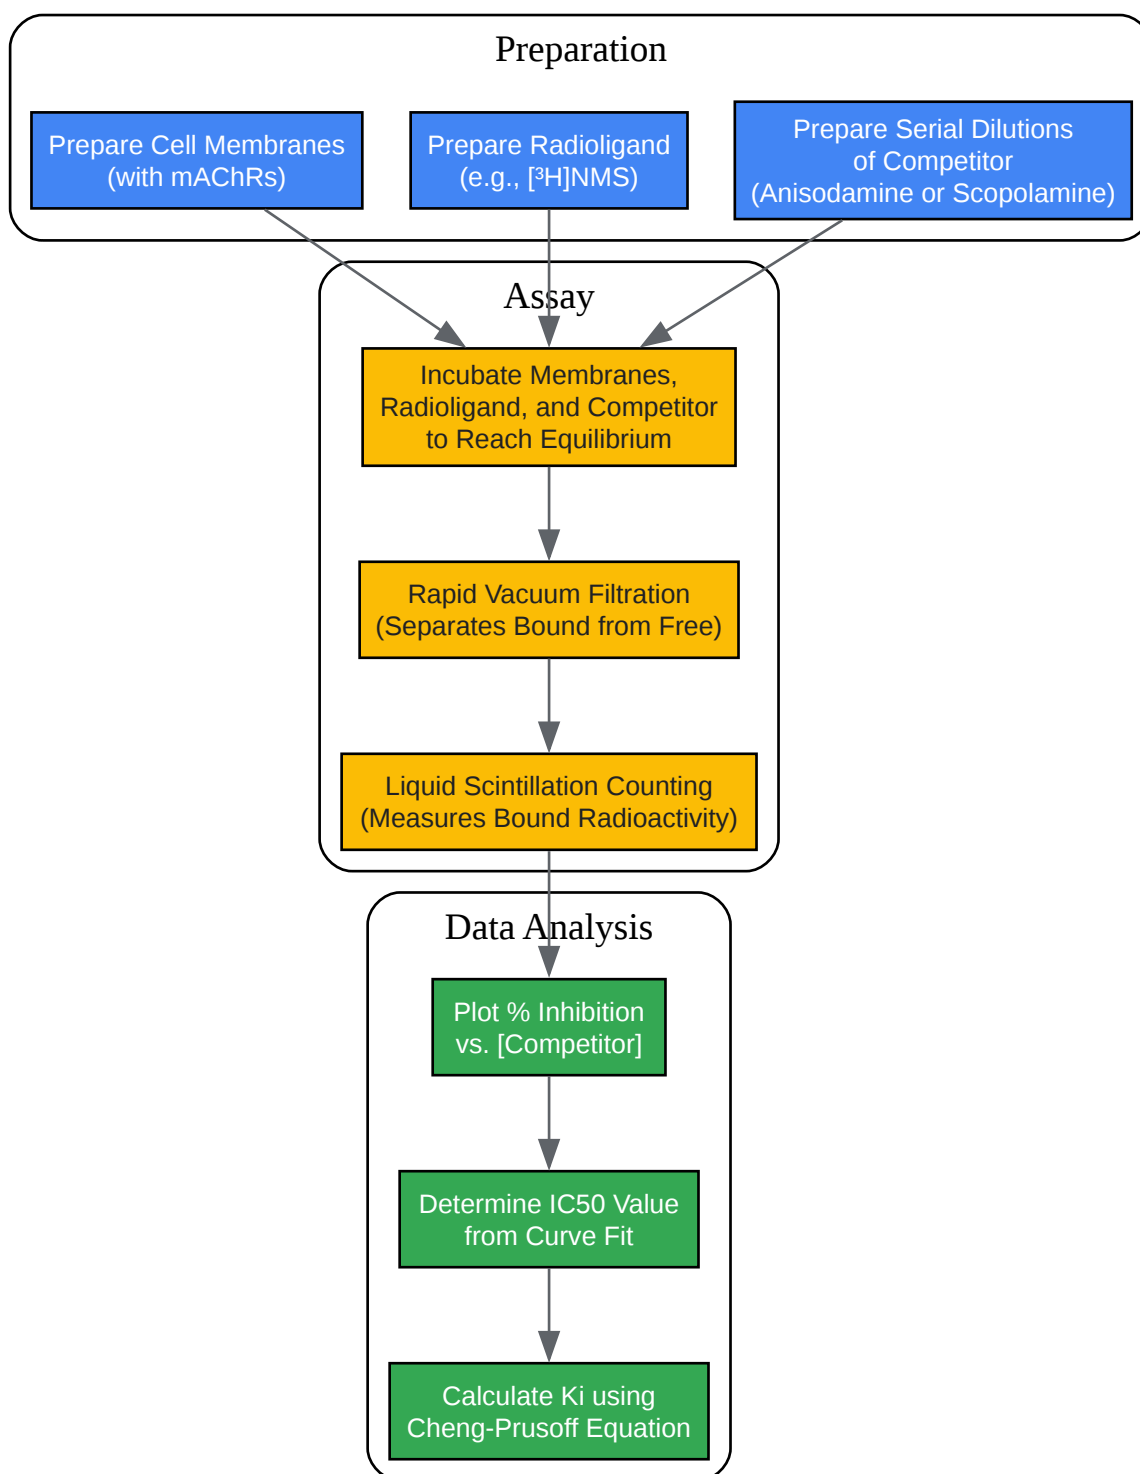 Preparation
Prepare Cell Membranes
(with mAChRs)
Prepare Radioligand
(e.g., [³H]NMS)
Prepare Serial Dilutions
of Competitor
(Anisodamine or Scopolamine)
Assay
Incubate Membranes,
Radioligand, and Competitor
to Reach Equilibrium
Rapid Vacuum Filtration
(Separates Bound from Free)
Liquid Scintillation Counting
(Measures Bound Radioactivity)
Data Analysis
Plot % Inhibition
vs. [Competitor]
Determine IC50 Value
from Curve Fit
Calculate Ki using
Cheng-Prusoff Equation